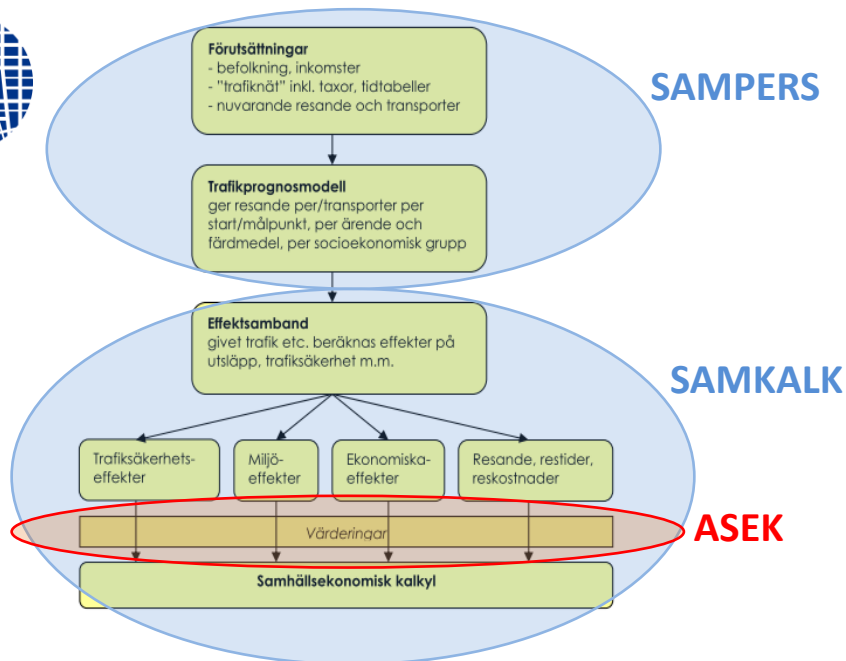 Förutsättningar
- befolkning, inkomster
- "trafiknät" inkl. taxor, tidtabeller
- nuvarande resande och transporter
SAMPERS
Trafikprognosmodell
ger resande per/transporter per
start/målpunkt, per ärende och
färdmedel, per socioekonomisk grupp
Effektsamband
givet trafik etc. beräknas effekter på
utsläpp, trafiksäkerhet m.m.
SAMKALK
Trafiksäkerhets-
effekter
Miljö-
effekter
Ekonomiska-
effekter
Resande, restider,
reskostnader
Värderingar
ASEK
Samhällsekonomisk kalkyl